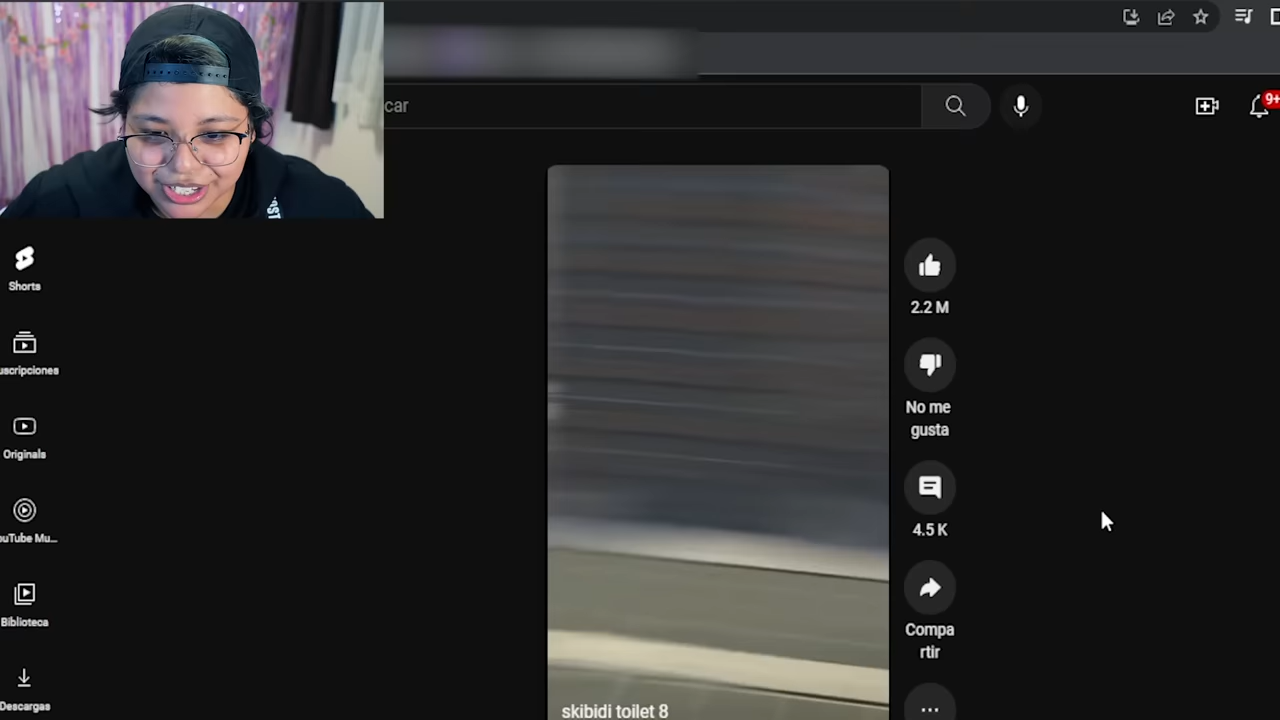 car
9+
Shorts
uscripciones
Originals
ouTube Mu...
Biblioteca
Descargas
2.2 M
No me
gusta
4.5 K
Compa
rtir
skibidi toilet 8